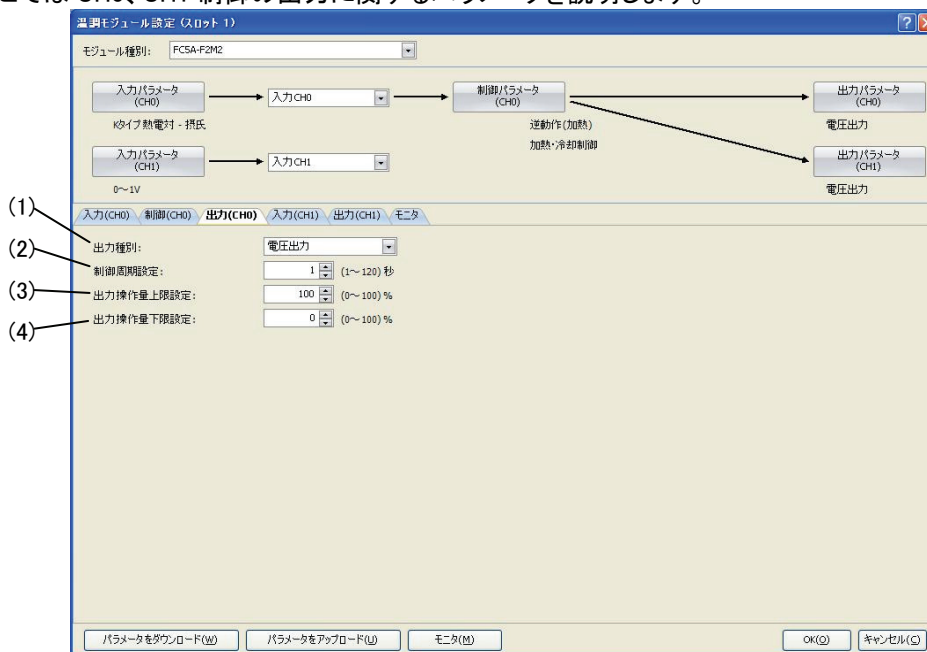 ここではCH0、CH1 制御の出力に関するパラメータを説明します。
温調モジュール設定 (スロット 1)
モジュール種別: FC5A-F2M2
入力パラメータ
(CH0)
入力CH0
制御パラメータ
(CH0)
出力パラメータ
(CH0)
Kタイプ熱電対 - 摂氏
逆動作(加熱)
電圧出力
加熱・冷却制御
入力パラメータ
(CH1)
入力CH1
出力パラメータ
(CH1)
0～1V
電圧出力
入力(CH0) 制御(CH0) 出力(CH0) 入力(CH1) 出力(CH1) モニタ
(1)
出力種別: 電圧出力
(2)
制御周期設定: 1 (1～120) 秒
(3)
出力操作量上限設定: 100 (0～100) %
(4)
出力操作量下限設定: 0 (0～100) %
パラメータをダウンロード(W) パラメータをアップロード(U) モニタ(M) OK(O) キャンセル(C)